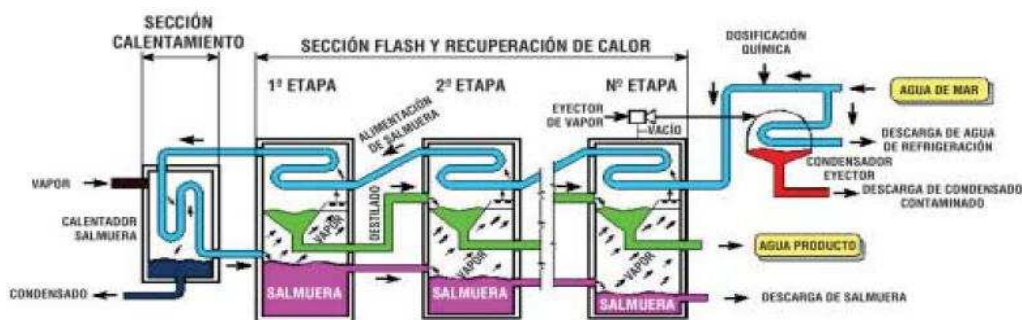 SECCIÓN
CALENTAMIENTO
SECCIÓN FLASH Y RECUPERACIÓN DE CALOR
1ª ETAPA
2ª ETAPA
Nª ETAPA
DOSIFICACIÓN
QUÍMICA
AGUA DE MAR
EYECTOR
DE VAPOR
VACÍO
ALIMENTACIÓN
DE SALMUERA
DESCARGA DE AGUA
DE REFRIGERACIÓN
CONDENSADOR
EYECTOR
DESCARGA DE CONDENSADO
CONTAMINADO
VAPOR
CALENTADOR
SALMUERA
DESTILADO
VAPOR
VAPOR
VAPOR
AGUA PRODUCTO
CONDENSADO
SALMUERA
SALMUERA
SALMUERA
DESCARGA DE SALMUERA